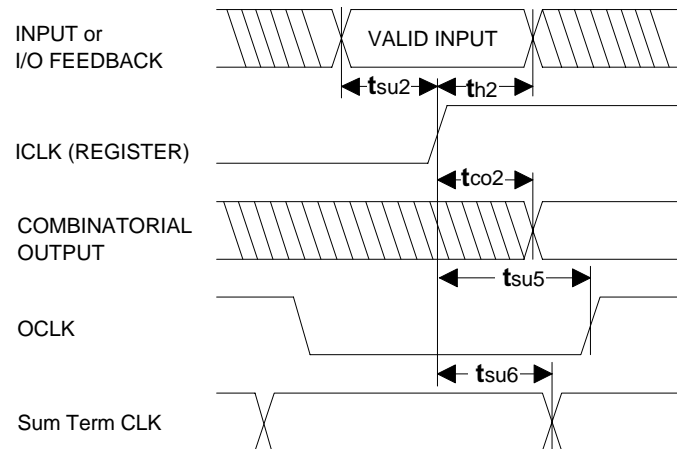 INPUT or
I/O FEEDBACK
VALID INPUT
tsu2
th2
ICLK (REGISTER)
tco2
COMBINATORIAL
OUTPUT
tsu5
OCLK
tsu6
Sum Term CLK